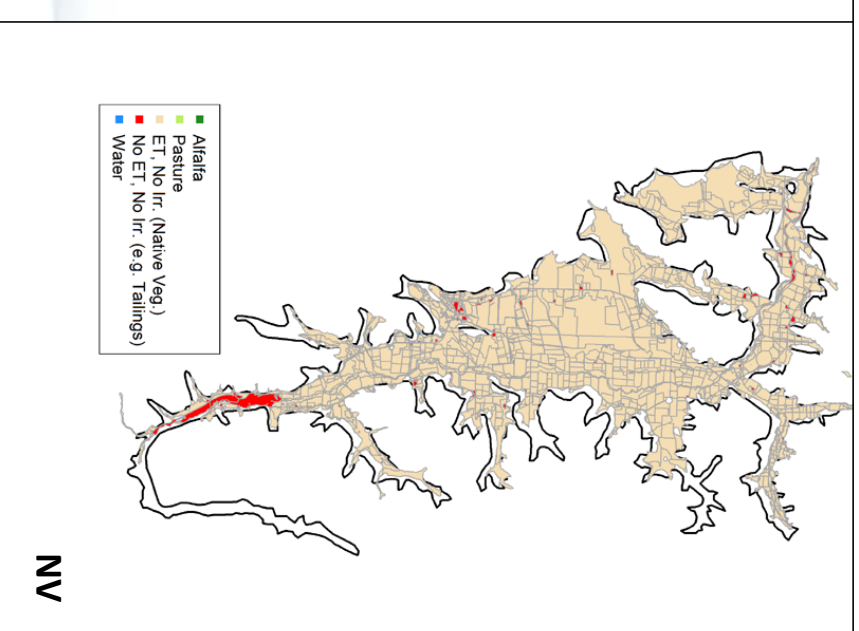 Alfalfa
Pasture
ET, No Irr. (Native Veg.)
No ET, No Irr. (e.g. Tailings)
Water
NV